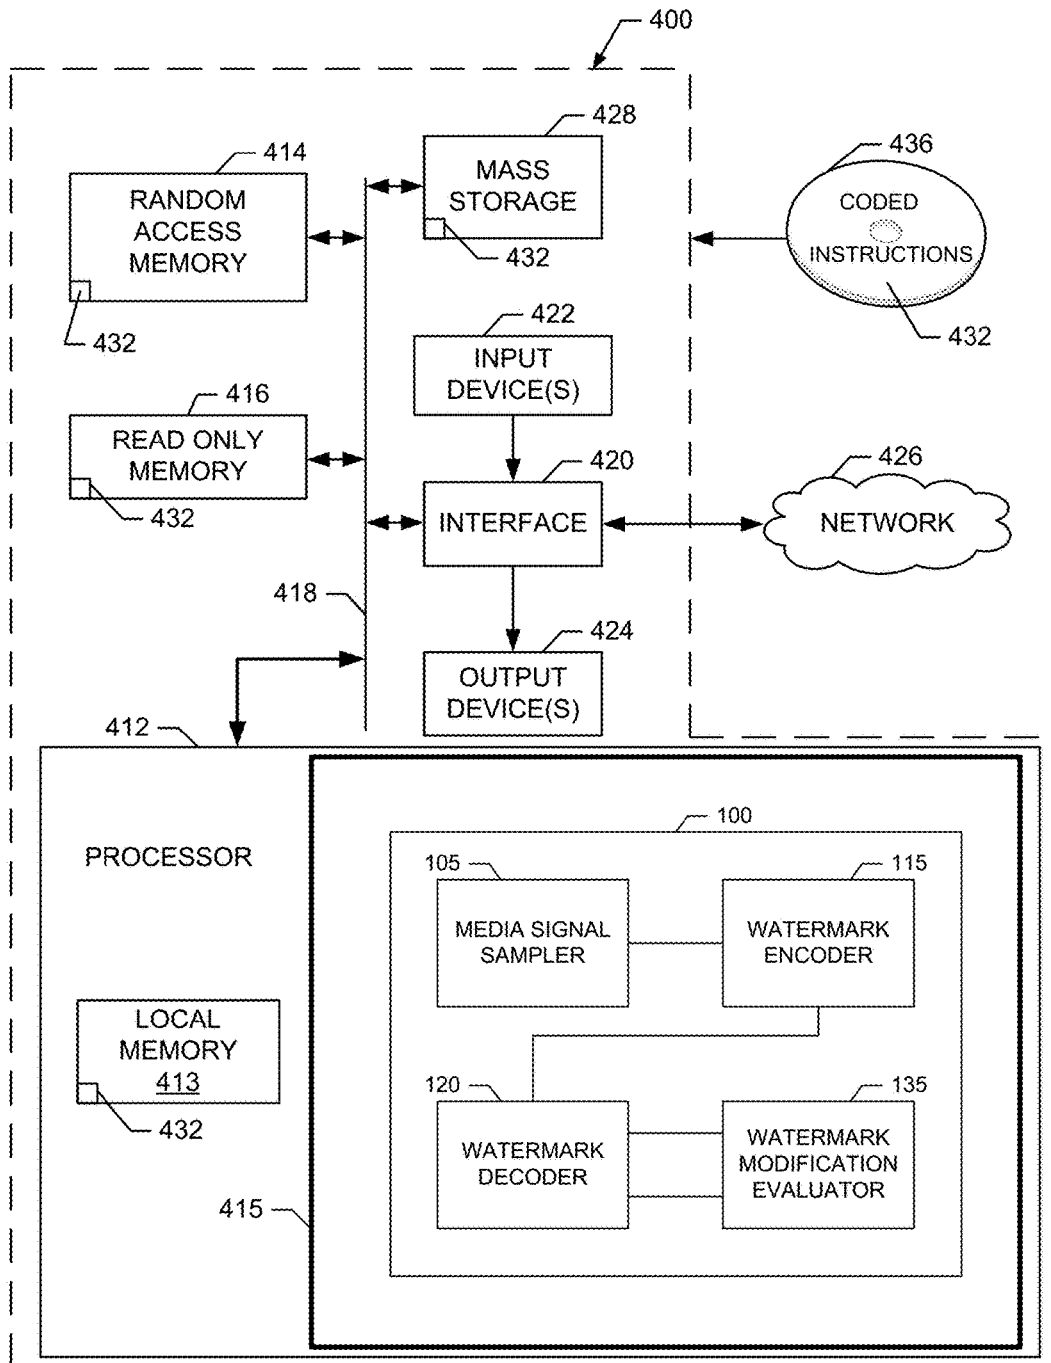 400
428
MASS
STORAGE
432
414
RANDOM
ACCESS
MEMORY
432
436
CODED
INSTRUCTIONS
432
422
INPUT
DEVICE(S)
416
READ ONLY
MEMORY
432
420
INTERFACE
426
NETWORK
418
424
OUTPUT
DEVICE(S)
412
PROCESSOR
LOCAL
MEMORY
413
432
415
100
105
MEDIA SIGNAL
SAMPLER
115
WATERMARK
ENCODER
120
WATERMARK
DECODER
135
WATERMARK
MODIFICATION
EVALUATOR